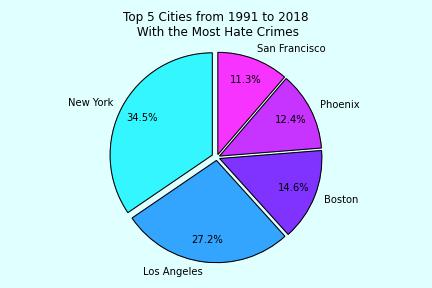 Top 5 Cities from 1991 to 2018
With the Most Hate Crimes
San Francisco
11.3%
Phoenix
12.4%
New York
34.5%
Boston
14.6%
Los Angeles
27.2%